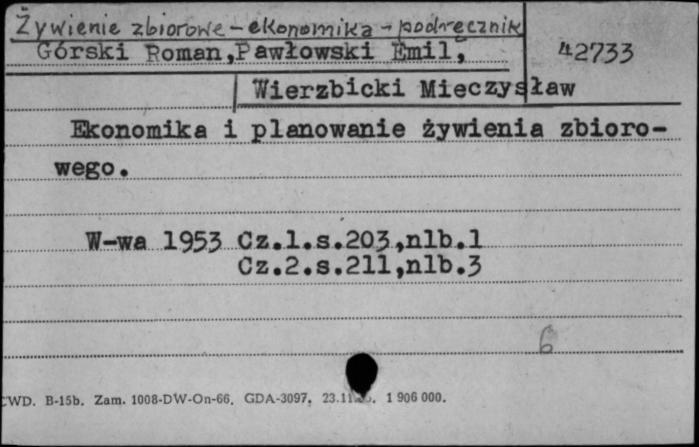 Żywienie zbiorowe - ekonomika - podręcznik
Górski Roman, Pawłowski Emil,
42733
Wierzbicki Mieczysław
Ekonomika i planowanie żywienia zbioro-
wego.
W-wa 1953 Cz.1.s.203,nlb.1
Cz.2.s.211,nlb.3
6
CWD. B-15b. Zam. 1008-DW-On-66. GDA-3097. 1 906 000.